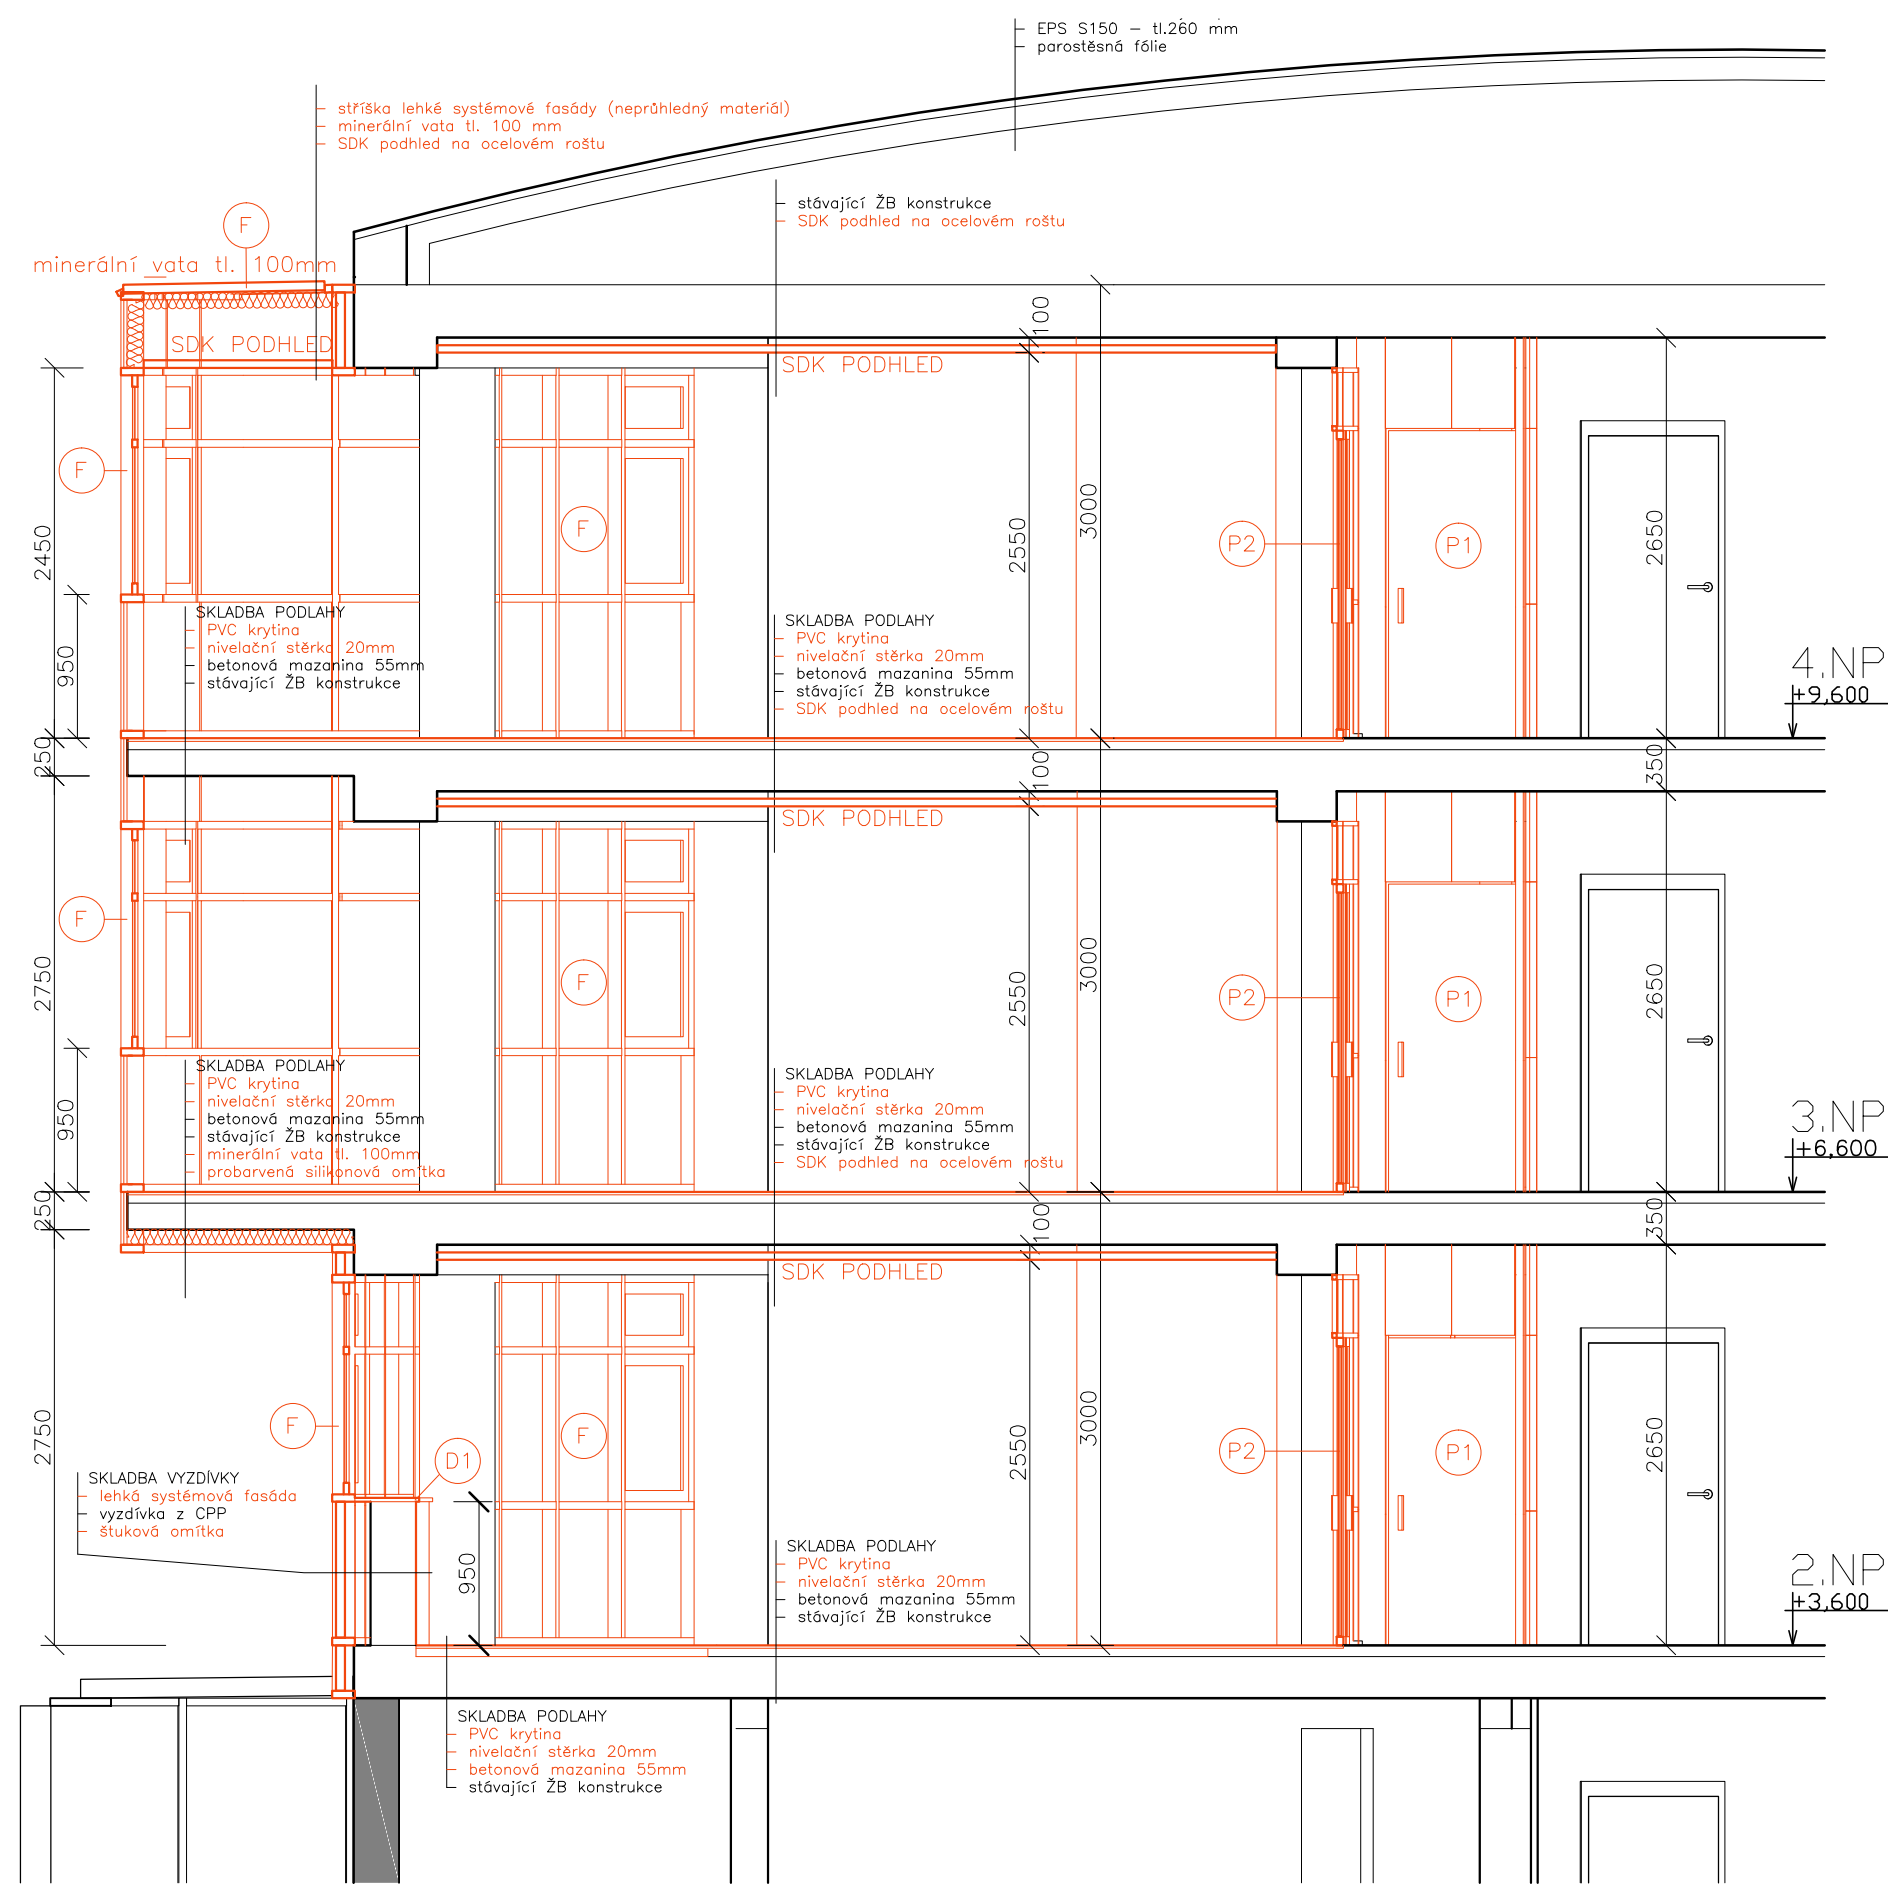 EPS S150 – tl.260 mm
parostěsná fólie
stříška lehké systémové fasády (neprůhledný materiál)
minerální vata tl. 100 mm
SDK podhled na ocelovém roštu
stávající ŽB konstrukce
SDK podhled na ocelovém roštu
F
minerální vata tl. 100mm
SDK PODHLED
100
SDK PODHLED
F
F
2450
950
2550
3000
P2
P1
2650
SKLADBA PODLAHY
PVC krytina
nivelační stěrka 20mm
betonová mazanina 55mm
stávající ŽB konstrukce
SKLADBA PODLAHY
PVC krytina
nivelační stěrka 20mm
betonová mazanina 55mm
stávající ŽB konstrukce
SDK podhled na ocelovém roštu
4.NP
+9,600
250
100
350
SDK PODHLED
F
F
2750
950
2550
3000
P2
P1
2650
SKLADBA PODLAHY
PVC krytina
nivelační stěrka 20mm
betonová mazanina 55mm
stávající ŽB konstrukce
minerální vata tl. 100mm
probarvená silikonová omítka
SKLADBA PODLAHY
PVC krytina
nivelační stěrka 20mm
betonová mazanina 55mm
stávající ŽB konstrukce
SDK podhled na ocelovém roštu
3.NP
+6,600
250
100
350
SDK PODHLED
F
F
2750
D1
2550
3000
P2
P1
2650
SKLADBA VYZDÍVKY
lehká systémová fasáda
vyzdívka z CPP
štuková omítka
950
SKLADBA PODLAHY
PVC krytina
nivelační stěrka 20mm
betonová mazanina 55mm
stávající ŽB konstrukce
2.NP
+3,600
SKLADBA PODLAHY
PVC krytina
nivelační stěrka 20mm
betonová mazanina 55mm
stávající ŽB konstrukce